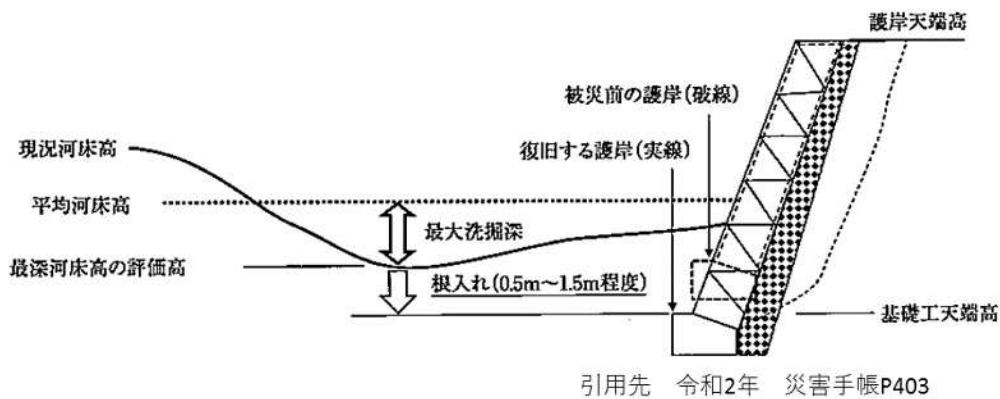 護岸天端高
被災前の護岸(破線)
復旧する護岸(実線)
現況河床高
平均河床高
最大洗掘深
最深河床高の評価高
根入れ(0.5m～1.5m程度)
基礎工天端高
引用先　令和2年　災害手帳P403